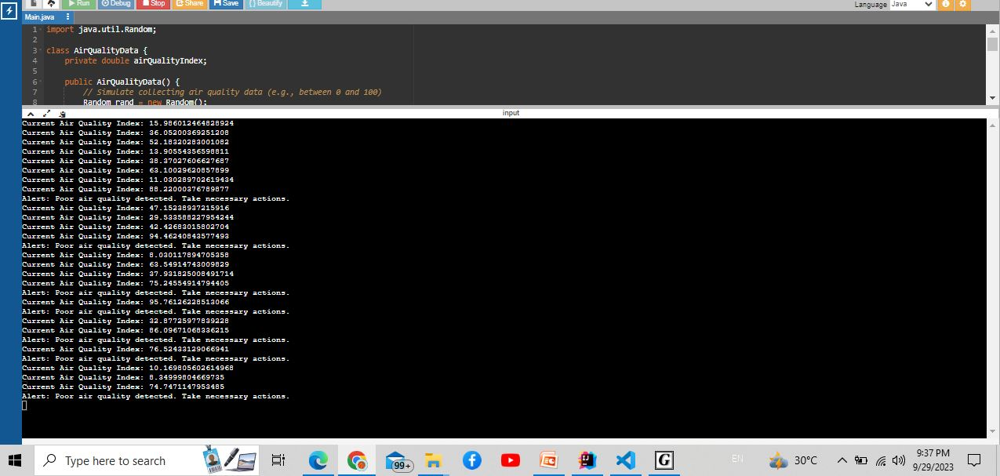 Run Debug Stop Share Save { } Beautify Language Java
Main.java
1 import java.util.Random;
2
3 class AirQualityData {
4 private double airQualityIndex;
5
6 public AirQualityData() {
7 // Simulate collecting air quality data (e.g., between 0 and 100)
8 Random rand = new Random();
input
Current Air Quality Index: 15.986012464828924
Current Air Quality Index: 36.05200369251208
Current Air Quality Index: 52.18320283001082
Current Air Quality Index: 13.90554356598811
Current Air Quality Index: 38.37027606627687
Current Air Quality Index: 63.10029620857899
Current Air Quality Index: 11.030289702619434
Current Air Quality Index: 88.22000376789877
Alert: Poor air quality detected. Take necessary actions.
Current Air Quality Index: 47.15238937215916
Current Air Quality Index: 29.533588227954244
Current Air Quality Index: 42.42683015802704
Current Air Quality Index: 94.46240843577493
Alert: Poor air quality detected. Take necessary actions.
Current Air Quality Index: 8.030117894705358
Current Air Quality Index: 63.54914743009829
Current Air Quality Index: 37.931825008491714
Current Air Quality Index: 75.24554914794405
Alert: Poor air quality detected. Take necessary actions.
Current Air Quality Index: 95.76126228513066
Alert: Poor air quality detected. Take necessary actions.
Current Air Quality Index: 32.87725977839228
Current Air Quality Index: 86.09671068336215
Alert: Poor air quality detected. Take necessary actions.
Current Air Quality Index: 76.52433129066941
Alert: Poor air quality detected. Take necessary actions.
Current Air Quality Index: 10.169805602614968
Current Air Quality Index: 8.34999804669735
Current Air Quality Index: 74.7471147953485
Alert: Poor air quality detected. Take necessary actions.
Type here to search 99+ EN 30°C 9:37 PM
9/29/2023